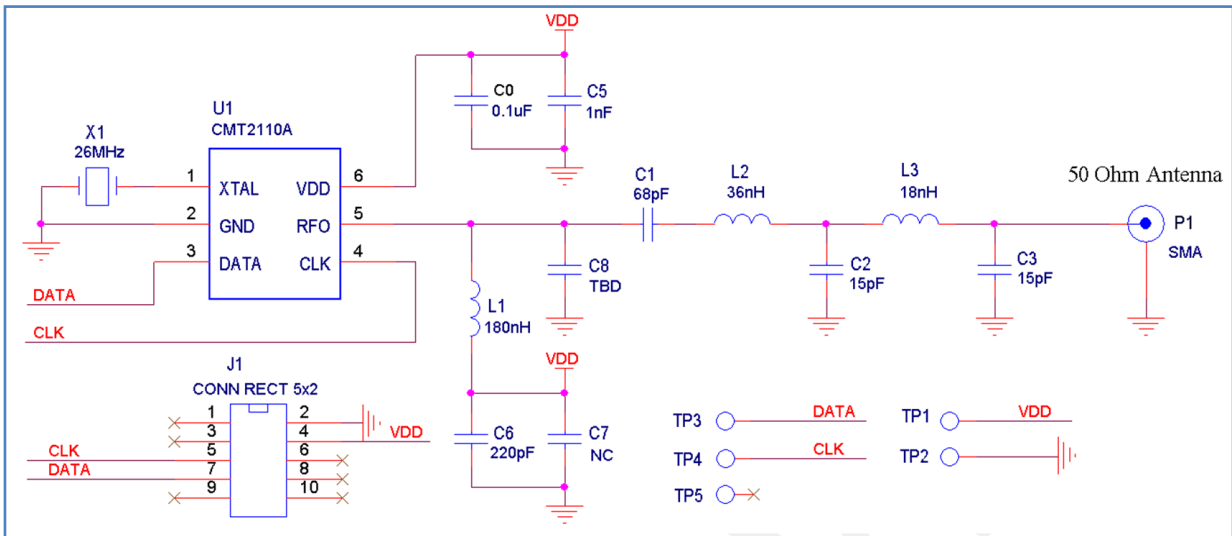 VDD
C0
0.1uF
C5
1nF
U1
CMT2110A
X1
26MHz
1
XTAL
VDD
6
2
GND
RFO
5
3
DATA
CLK
4
DATA
CLK
C1
68pF
L2
36nH
L3
18nH
50 Ohm Antenna
P1
SMA
C8
TBD
C2
15pF
C3
15pF
L1
180nH
VDD
C6
220pF
C7
NC
J1
CONN RECT 5x2
1
2
3
4
VDD
CLK
5
6
DATA
7
8
9
10
TP3
DATA
TP4
CLK
TP5
TP1
VDD
TP2